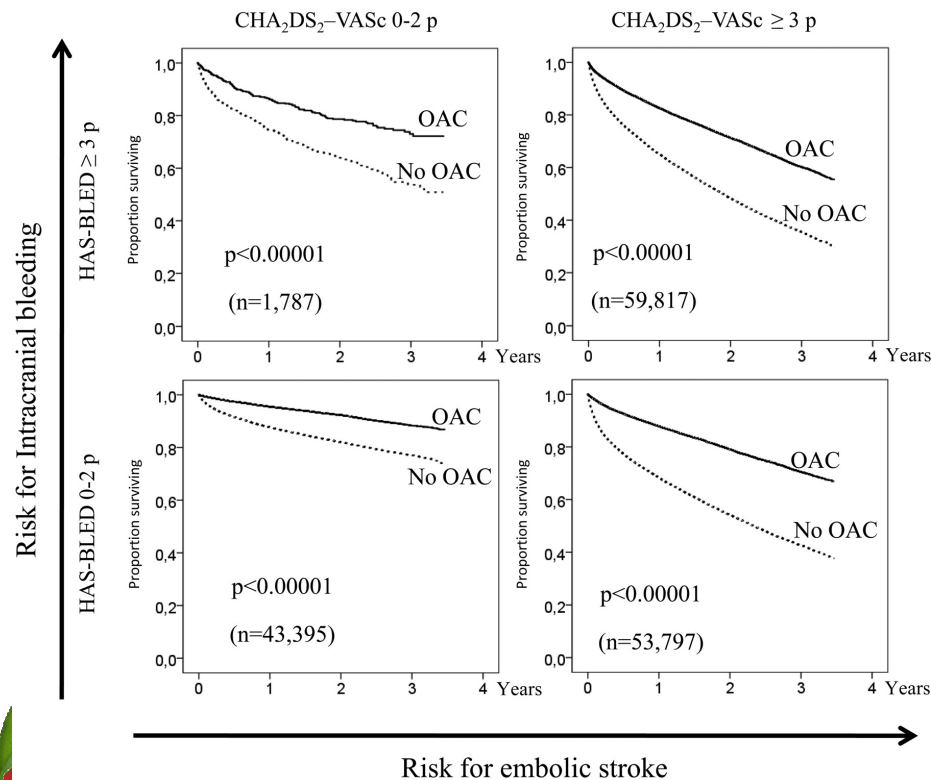 CHA₂DS₂–VASc 0-2 p
CHA₂DS₂–VASc ≥ 3 p
Risk for Intracranial bleeding
HAS-BLED ≥ 3 p
Proportion surviving
1,0
0,8
0,6
0,4
0,2
0,0
OAC
No OAC
p<0.00001
(n=1,787)
0 1 2 3 4 Years
Proportion surviving
1,0
0,8
0,6
0,4
0,2
0,0
OAC
No OAC
p<0.00001
(n=59,817)
0 1 2 3 4 Years
HAS-BLED 0-2 p
Proportion surviving
1,0
0,8
0,6
0,4
0,2
0,0
OAC
No OAC
p<0.00001
(n=43,395)
0 1 2 3 4 Years
Proportion surviving
1,0
0,8
0,6
0,4
0,2
0,0
OAC
No OAC
p<0.00001
(n=53,797)
0 1 2 3 4 Years
Risk for embolic stroke